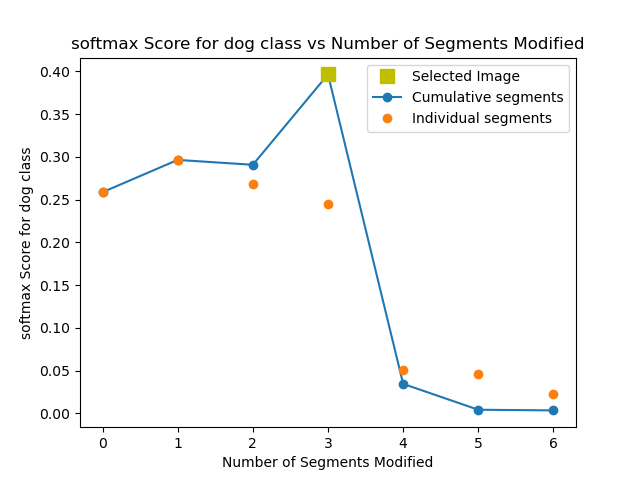 softmax Score for dog class vs Number of Segments Modified
Selected Image
Cumulative segments
Individual segments
softmax Score for dog class
0.40
0.35
0.30
0.25
0.20
0.15
0.10
0.05
0.00
0 1 2 3 4 5 6
Number of Segments Modified